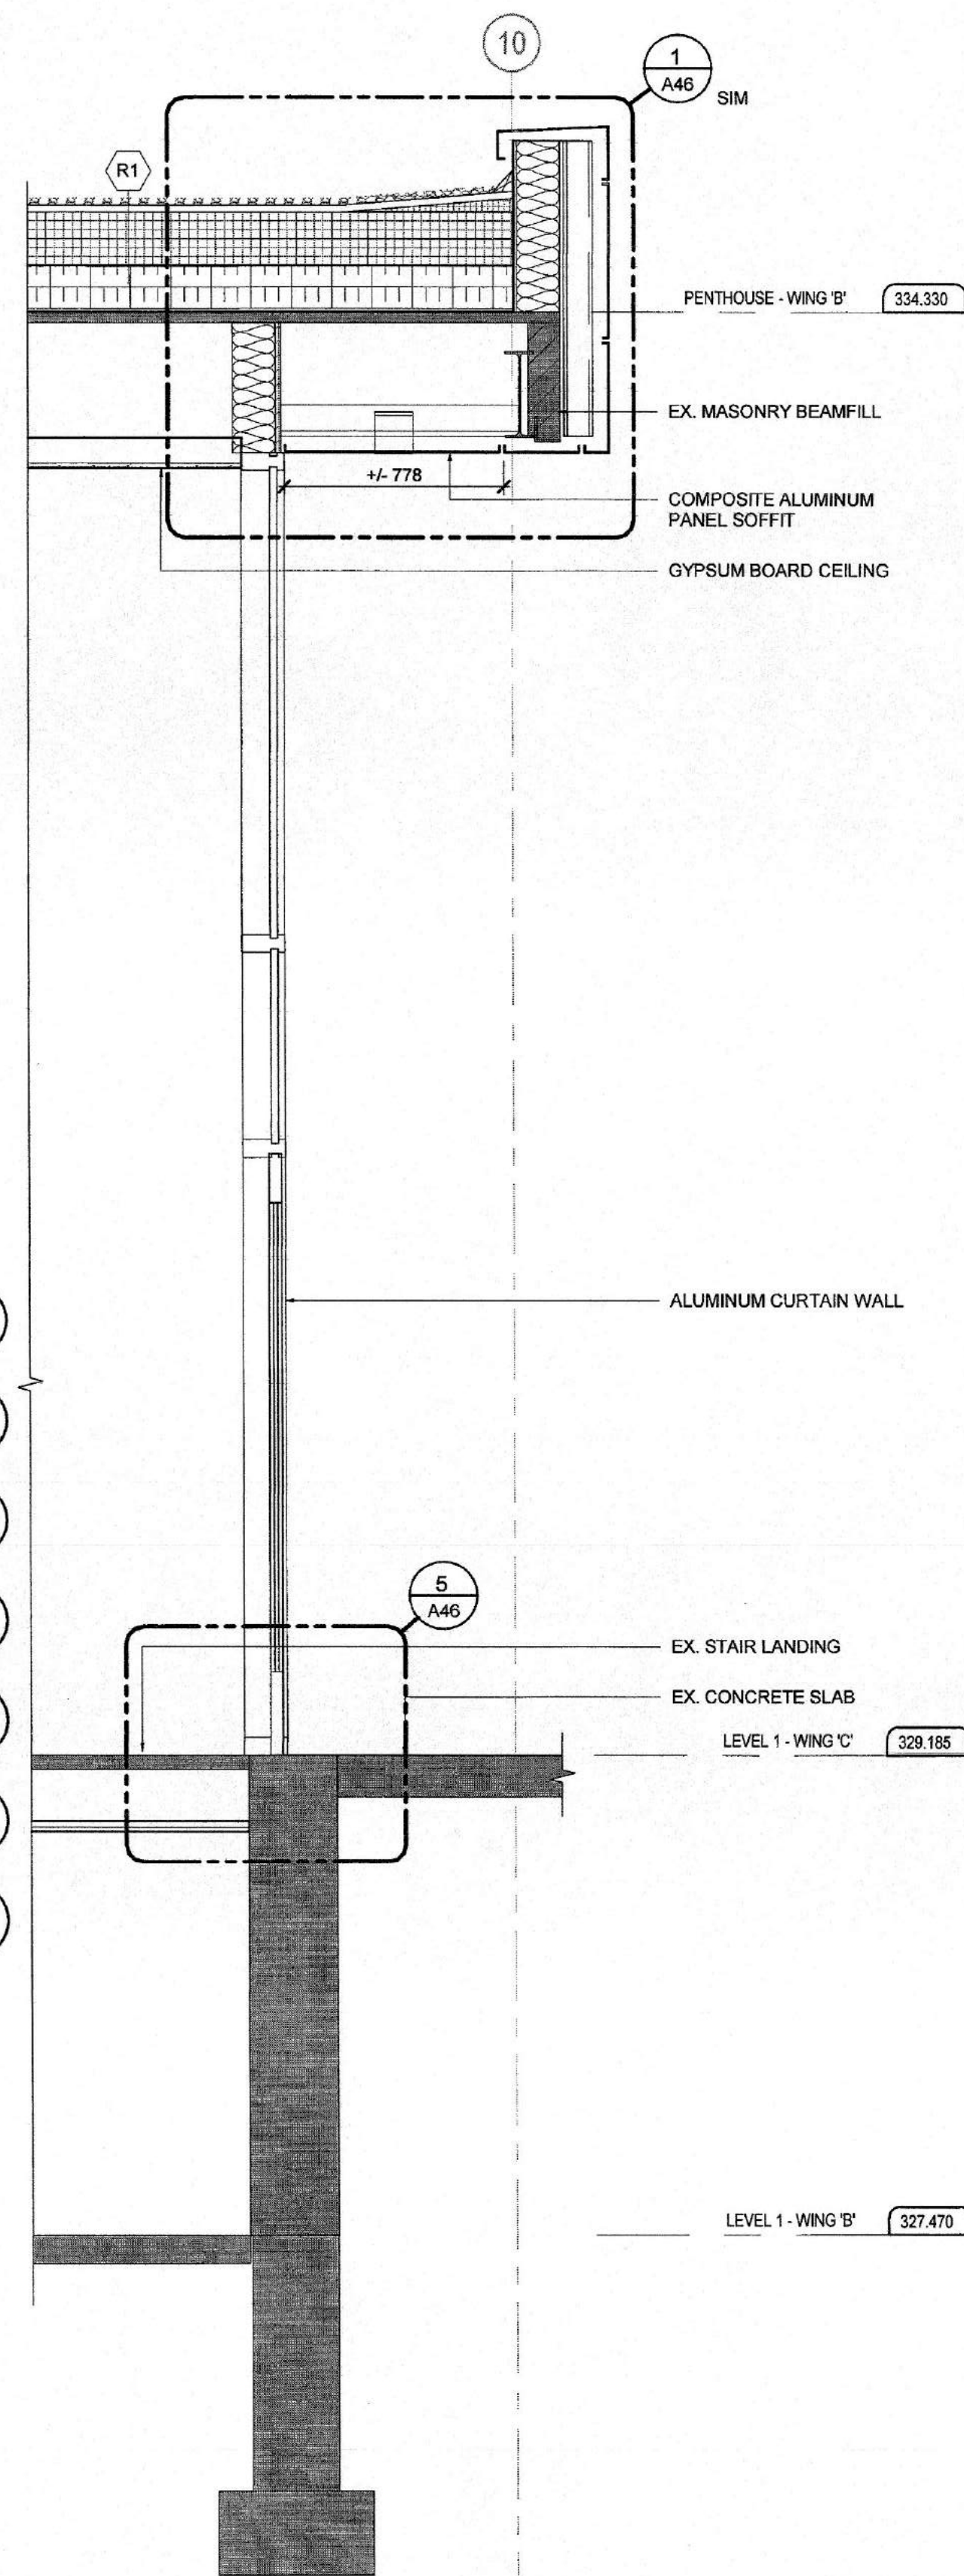 10
1
A46
SIM
R1
PENTHOUSE - WING 'B'
334.330
EX. MASONRY BEAMFILL
+/- 778
COMPOSITE ALUMINUM
PANEL SOFFIT
GYPSUM BOARD CEILING
ALUMINUM CURTAIN WALL
5
A46
EX. STAIR LANDING
EX. CONCRETE SLAB
LEVEL 1 - WING 'C'
329.185
LEVEL 1 - WING 'B'
327.470